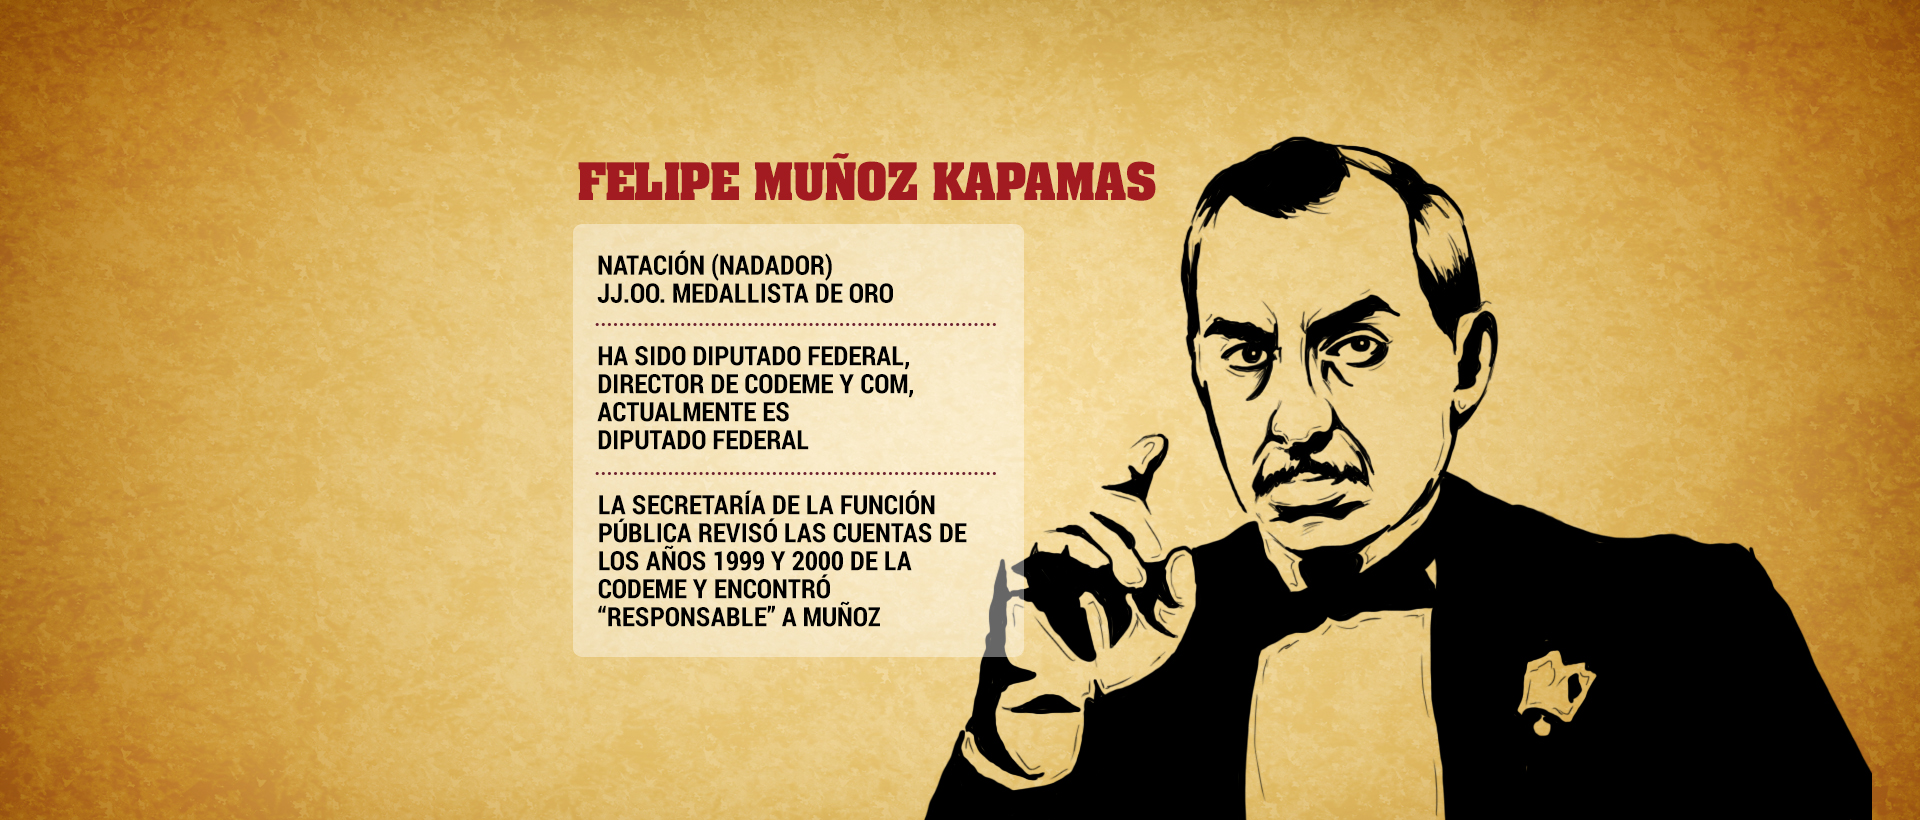 FELIPE MUÑOZ KAPAMAS
NATACIÓN (NADADOR)
JJ.OO. MEDALLISTA DE ORO
HA SIDO DIPUTADO FEDERAL,
DIRECTOR DE CODEME Y COM,
ACTUALMENTE ES
DIPUTADO FEDERAL
LA SECRETARÍA DE LA FUNCIÓN
PÚBLICA REVISÓ LAS CUENTAS DE
LOS AÑOS 1999 Y 2000 DE LA
CODEME Y ENCONTRÓ
“RESPONSABLE” A MUÑOZ